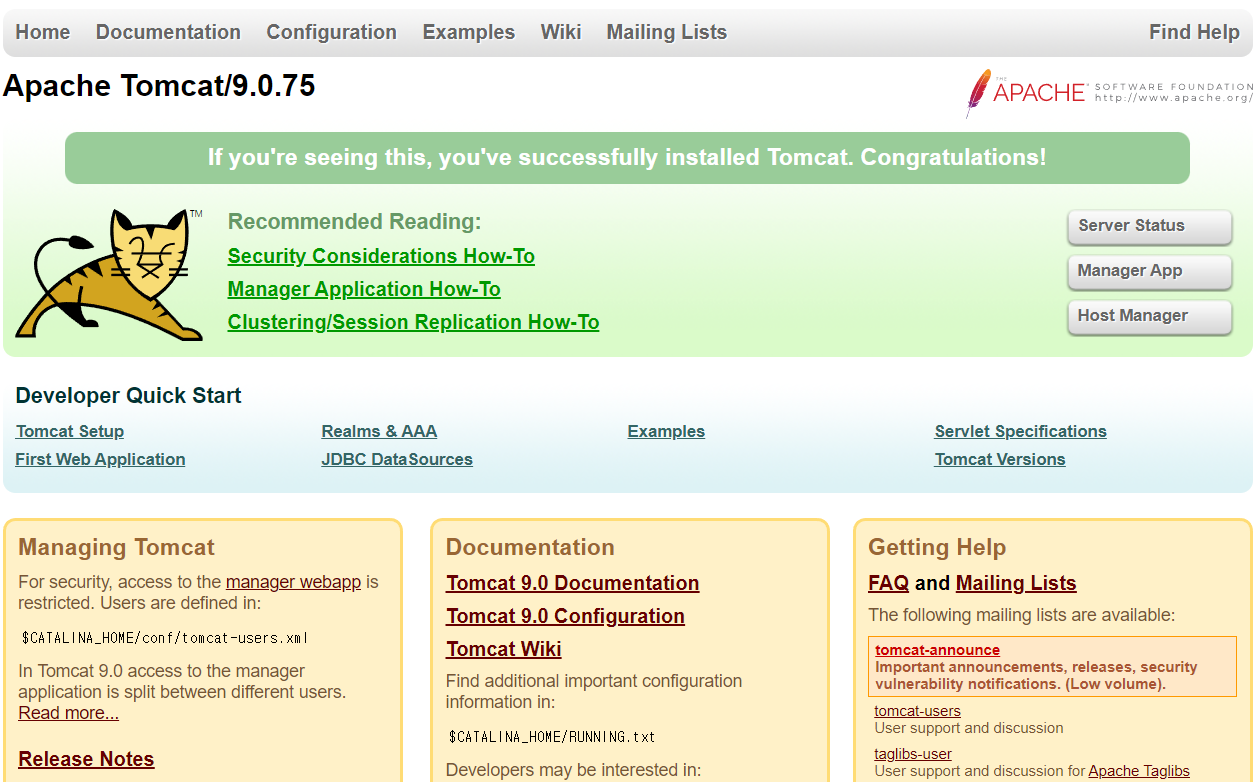 Home Documentation Configuration Examples Wiki Mailing Lists Find Help
Apache Tomcat/9.0.75
THE
APACHE™ SOFTWARE FOUNDATION
http://www.apache.org/
If you're seeing this, you've successfully installed Tomcat. Congratulations!
TM
Recommended Reading:
Security Considerations How-To
Manager Application How-To
Clustering/Session Replication How-To
Server Status
Manager App
Host Manager
Developer Quick Start
Tomcat Setup
First Web Application
Realms & AAA
JDBC DataSources
Examples
Servlet Specifications
Tomcat Versions
Managing Tomcat
For security, access to the manager webapp is
restricted. Users are defined in:
$CATALINA_HOME/conf/tomcat-users.xml
In Tomcat 9.0 access to the manager
application is split between different users.
Read more...
Release Notes
Documentation
Tomcat 9.0 Documentation
Tomcat 9.0 Configuration
Tomcat Wiki
Find additional important configuration
information in:
$CATALINA_HOME/RUNNING.txt
Developers may be interested in:
Getting Help
FAQ and Mailing Lists
The following mailing lists are available:
tomcat-announce
Important announcements, releases, security
vulnerability notifications. (Low volume).
tomcat-users
User support and discussion
taglibs-user
User support and discussion for Apache Taglibs